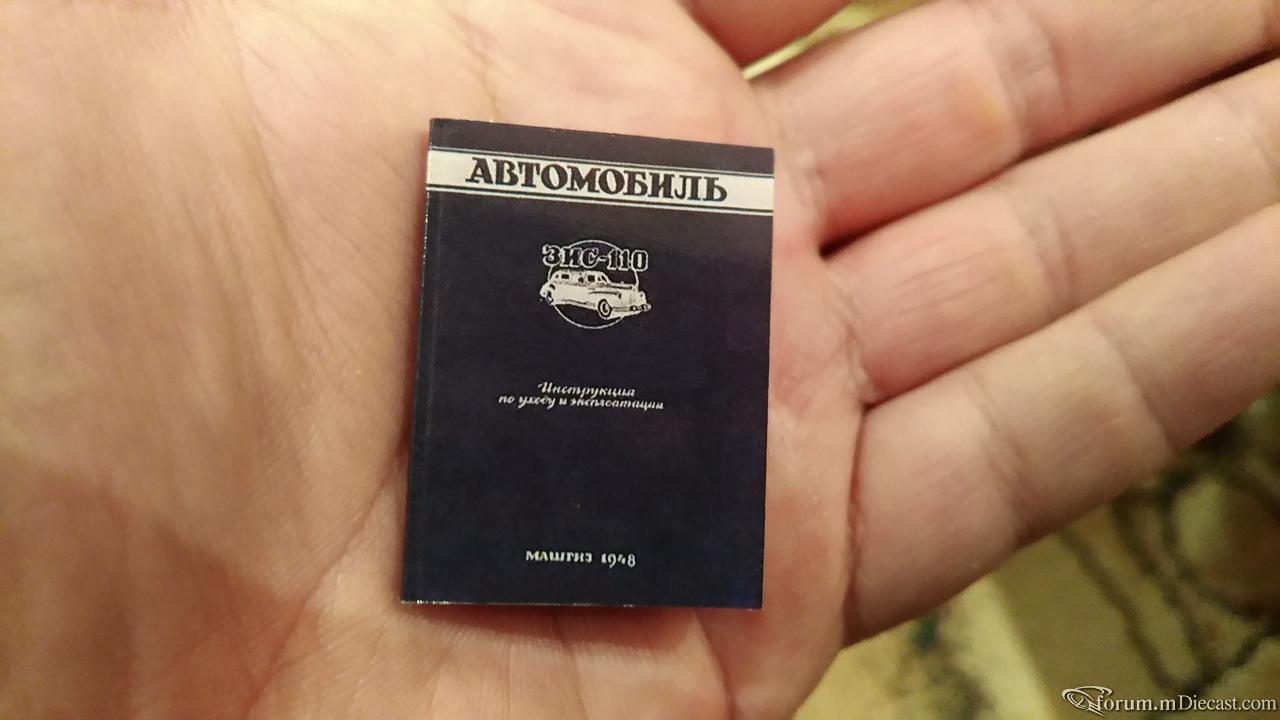 АВТОМОБИЛЬ
ЗИС-110
Инструкция
по уходу и эксплоатации
МАШГИЗ 1948
forum.mDiecast.com